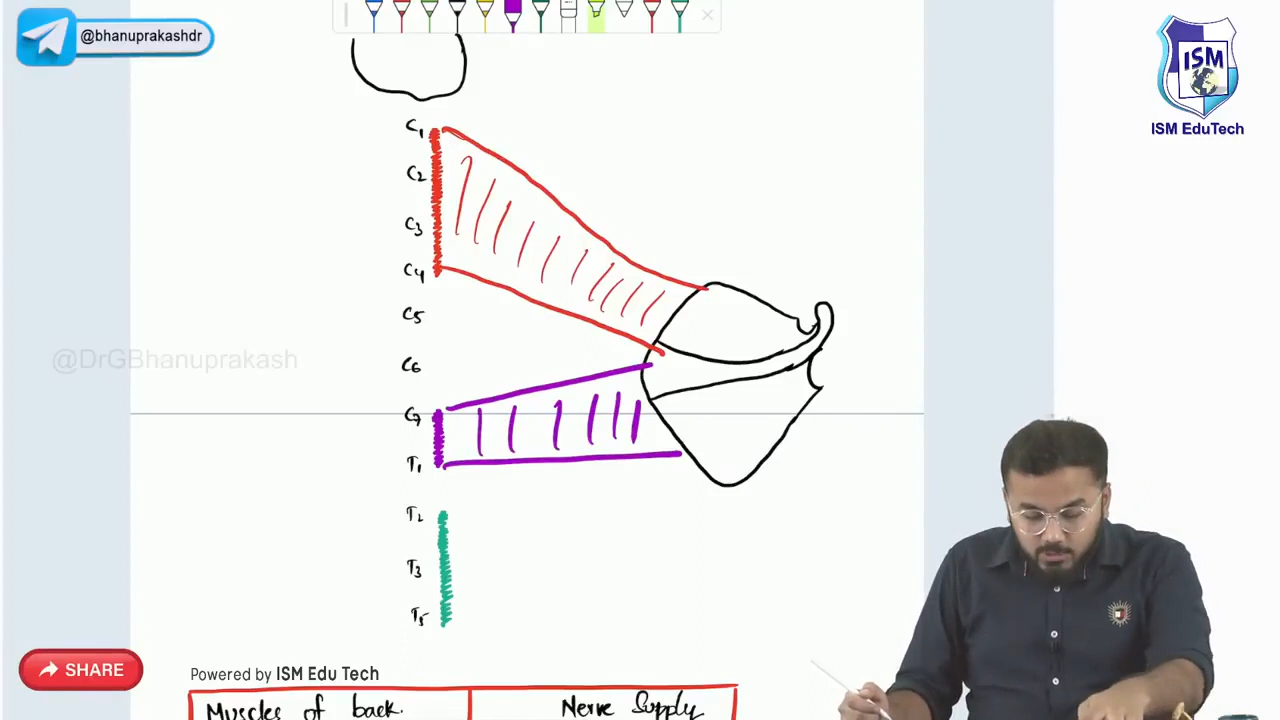 @bhanuprakashdr
ISM
ISM EduTech
C1
C2
C3
C4
C5
@DrGBhanuprakash
C6
C7
T1
T2
T3
T5
SHARE
Powered by ISM Edu Tech
Muscles of back.
Nerve Supply